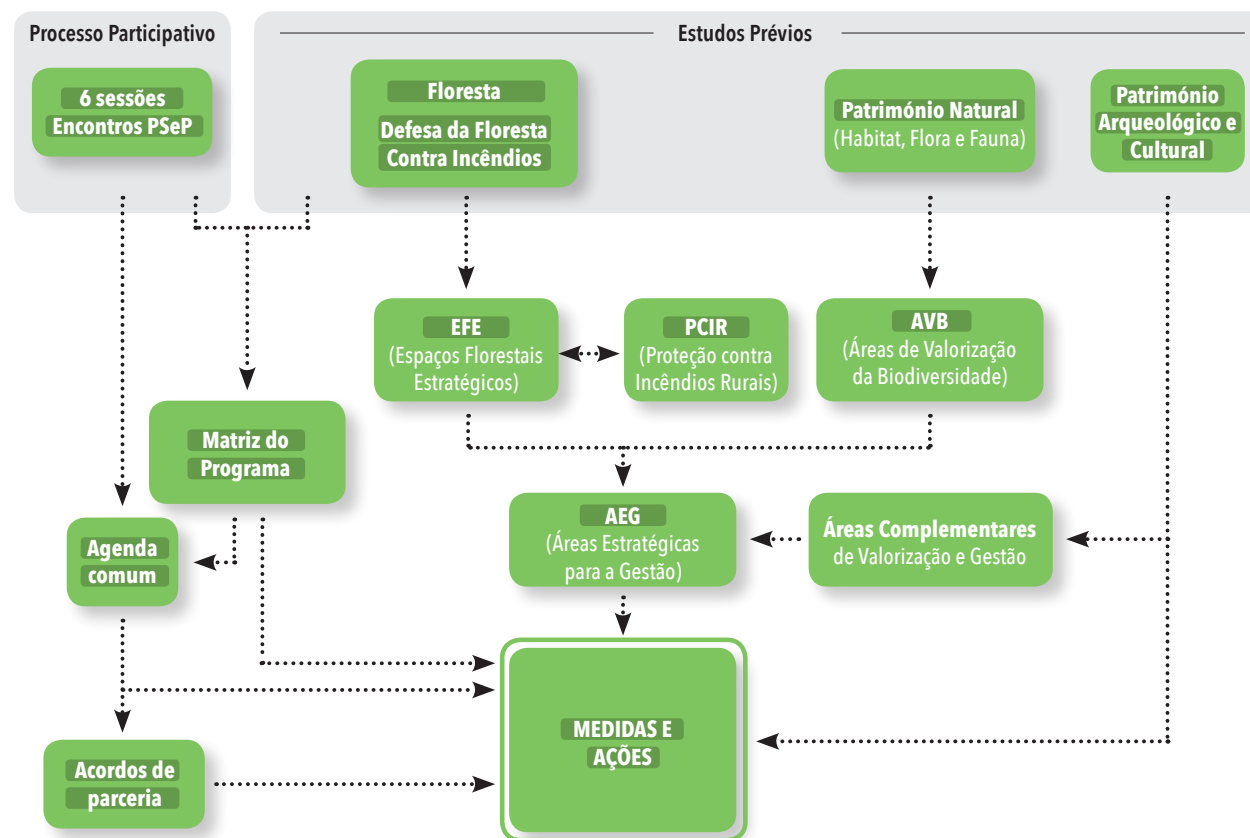 Processo Participativo
Estudos Prévios
6 sessões
Encontros PSeP
Floresta
Defesa da Floresta
Contra Incêndios
Património Natural
(Habitat, Flora e Fauna)
Património
Arqueológico e
Cultural
EFE
(Espaços Florestais
Estratégicos)
PCIR
(Proteção contra
Incêndios Rurais)
AVB
(Áreas de Valorização
da Biodiversidade)
Matriz do
Programa
Agenda
comum
AEG
(Áreas Estratégicas
para a Gestão)
Áreas Complementares
de Valorização e Gestão
MEDIDAS E
AÇÕES
Acordos de
parceria